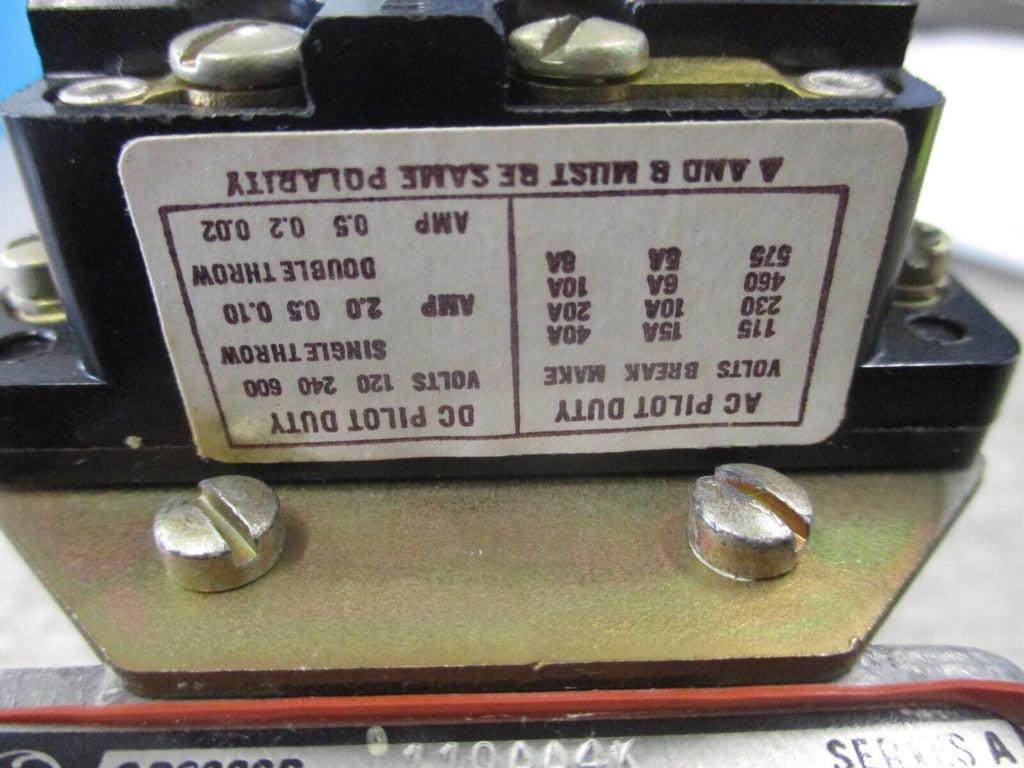 AC PILOT DUTY
VOLTS BREAK MAKE
115 15A 40A
230 10A 20A
460 6A 10A
575 5A 8A
DC PILOT DUTY
VOLTS 120 240 600
SINGLE THROW
AMP 2.0 0.5 0.10
DOUBLE THROW
AMP 0.5 0.2 0.02
A AND B MUST BE SAME POLARITY
SERIES A